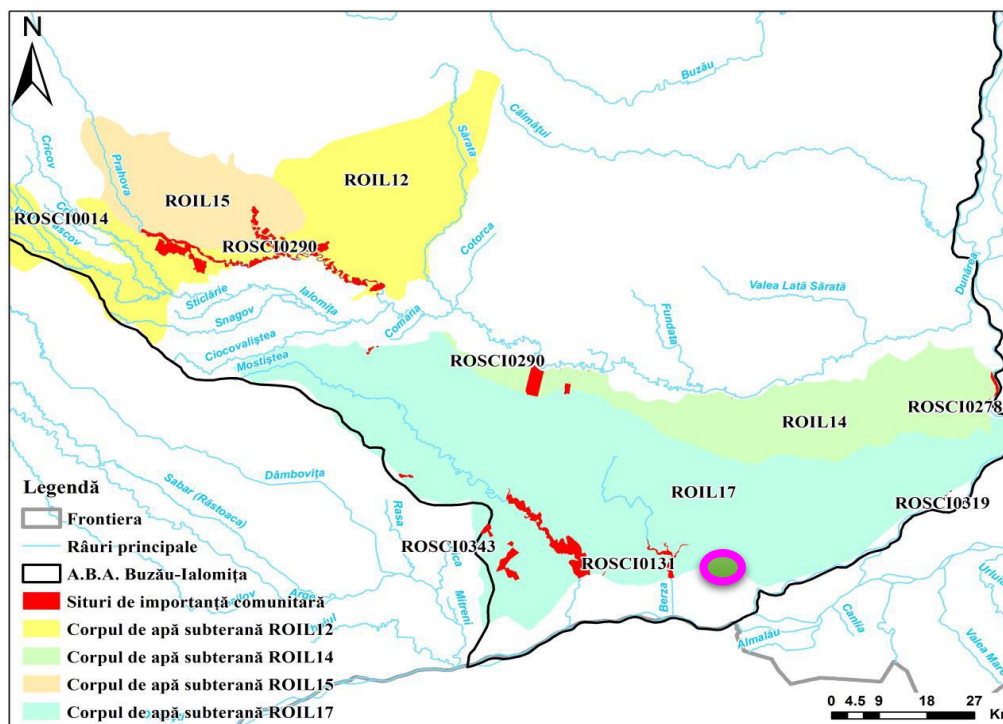 N
Buzău
Călmățui
Sărata
Cricov
Prahova
ROIL12
ROIL15
ROSCI0014
ROSCI0290
Cotorca
Sticlărie
Snagov
Ialomița
Comana
Ciocovaliștea
Mostiștea
Fundata
Valea Lată Sărată
Dunărea
ROSCI0290
ROIL14
ROSCI0278
Dâmbovița
Sabar (Răstoaca)
Rasa
ROIL17
ROSCI0319
ROSCI0343
ROSCI0131
Berza
Mitreni
Almalău
Canlia
Urluia
Valea Mare
Legendă
Frontiera
Râuri principale
A.B.A. Buzău-Ialomița
Situri de importanță comunitară
Corpul de apă subterană ROIL12
Corpul de apă subterană ROIL14
Corpul de apă subterană ROIL15
Corpul de apă subterană ROIL17
0 4.5 9 18 27